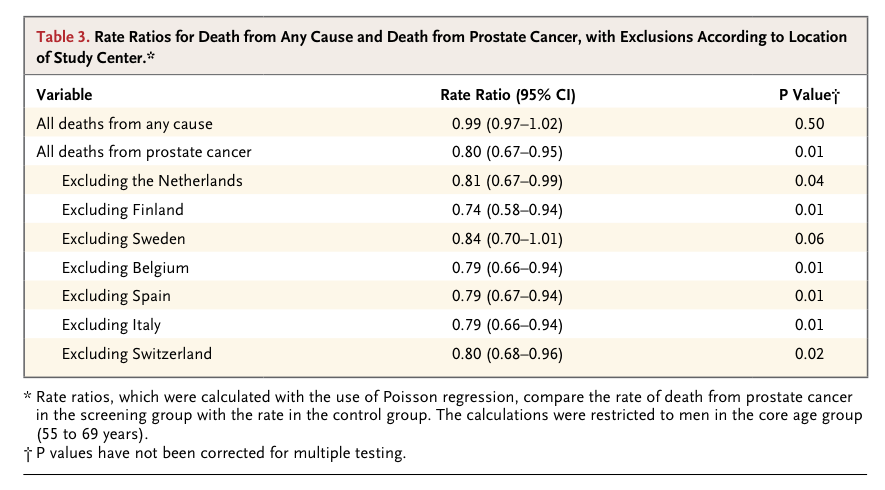 Table 3. Rate Ratios for Death from Any Cause and Death from Prostate Cancer, with Exclusions According to Location
of Study Center.*
Variable Rate Ratio (95% CI) P Value†
All deaths from any cause 0.99 (0.97–1.02) 0.50
All deaths from prostate cancer 0.80 (0.67–0.95) 0.01
Excluding the Netherlands 0.81 (0.67–0.99) 0.04
Excluding Finland 0.74 (0.58–0.94) 0.01
Excluding Sweden 0.84 (0.70–1.01) 0.06
Excluding Belgium 0.79 (0.66–0.94) 0.01
Excluding Spain 0.79 (0.67–0.94) 0.01
Excluding Italy 0.79 (0.66–0.94) 0.01
Excluding Switzerland 0.80 (0.68–0.96) 0.02
* Rate ratios, which were calculated with the use of Poisson regression, compare the rate of death from prostate cancer
in the screening group with the rate in the control group. The calculations were restricted to men in the core age group
(55 to 69 years).
† P values have not been corrected for multiple testing.